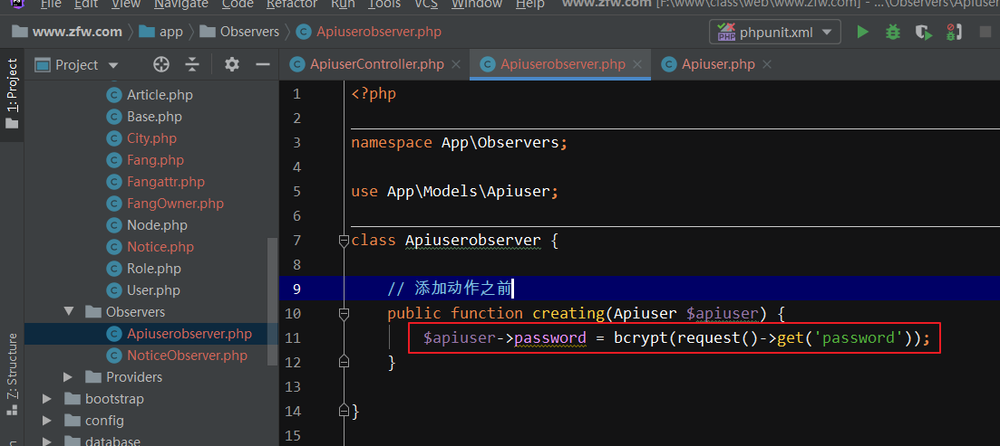 File Edit View Navigate Code Refactor Run Tools VCS Window Help www.zfw.com [F:\www\class\web\www.zfw.com] - ...\Observers\Apiuser
www.zfw.com app Observers Apiuserobserver.php phpunit.xml
1: Project
Project
ApiuserController.php Apiuserobserver.php Apiuser.php
Article.php
Base.php
City.php
Fang.php
Fangattr.php
FangOwner.php
Node.php
Notice.php
Role.php
User.php
Observers
Apiuserobserver.php
NoticeObserver.php
Providers
bootstrap
config
database
7: Structure
1 <?php
2
3 namespace App\Observers;
4
5 use App\Models\Apiuser;
6
7 class Apiuserobserver {
8
9 // 添加动作之前
10 public function creating(Apiuser $apiuser) {
11 $apiuser->password = bcrypt(request()->get('password'));
12 }
13
14 }
15